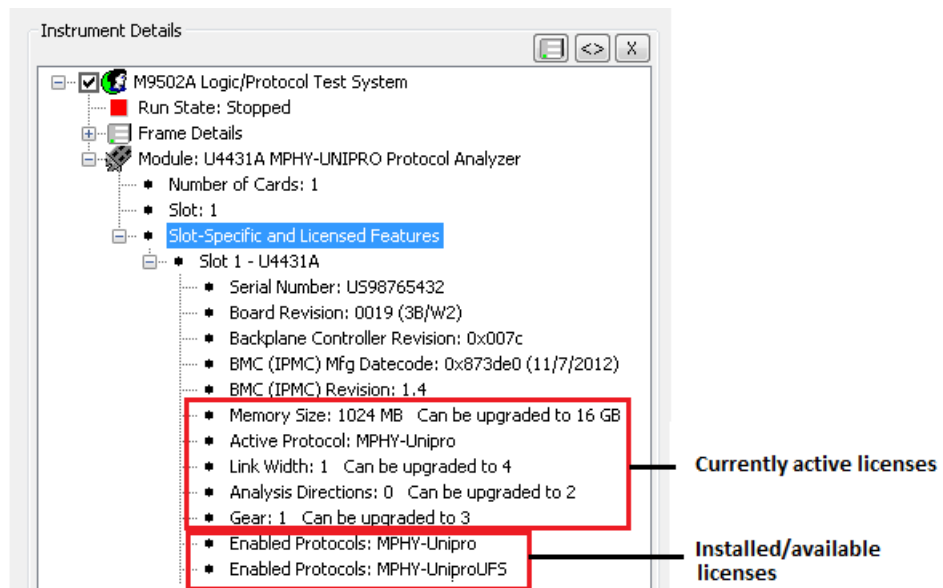 Instrument Details
<> X
M9502A Logic/Protocol Test System
Run State: Stopped
Frame Details
Module: U4431A MPHY-UNIPRO Protocol Analyzer
Number of Cards: 1
Slot: 1
Slot-Specific and Licensed Features
Slot 1 - U4431A
Serial Number: US98765432
Board Revision: 0019 (3B/W2)
Backplane Controller Revision: 0x007c
BMC (IPMC) Mfg Datecode: 0x873de0 (11/7/2012)
BMC (IPMC) Revision: 1.4
Memory Size: 1024 MB Can be upgraded to 16 GB
Active Protocol: MPHY-Unipro
Link Width: 1 Can be upgraded to 4
Analysis Directions: 0 Can be upgraded to 2
Gear: 1 Can be upgraded to 3
Enabled Protocols: MPHY-Unipro
Enabled Protocols: MPHY-UniproUFS
Currently active licenses
Installed/available
licenses